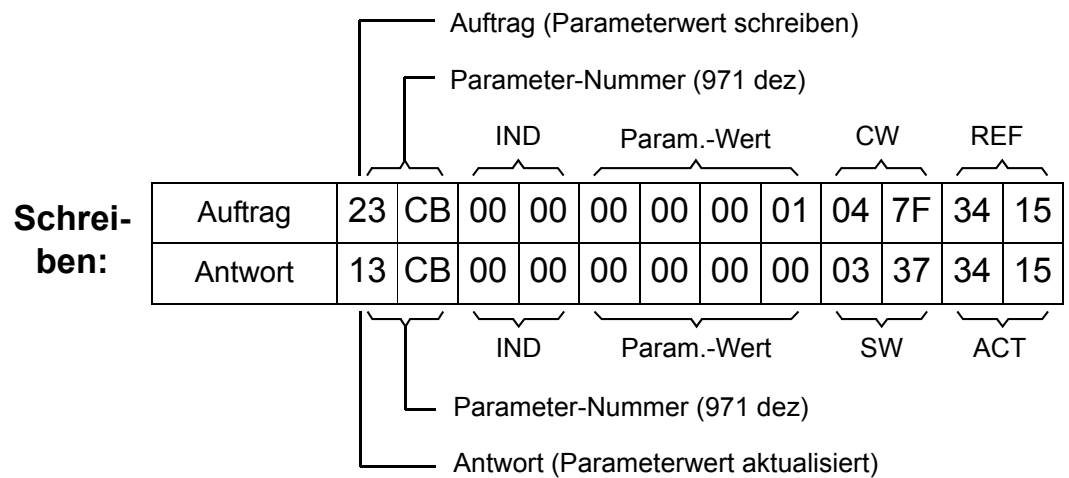 Auftrag (Parameterwert schreiben)
Parameter-Nummer (971 dez)
IND Param.-Wert CW REF
Schrei-
ben:
Auftrag 23 CB 00 00 00 00 00 01 04 7F 34 15
Antwort 13 CB 00 00 00 00 00 00 03 37 34 15
IND Param.-Wert SW ACT
Parameter-Nummer (971 dez)
Antwort (Parameterwert aktualisiert)